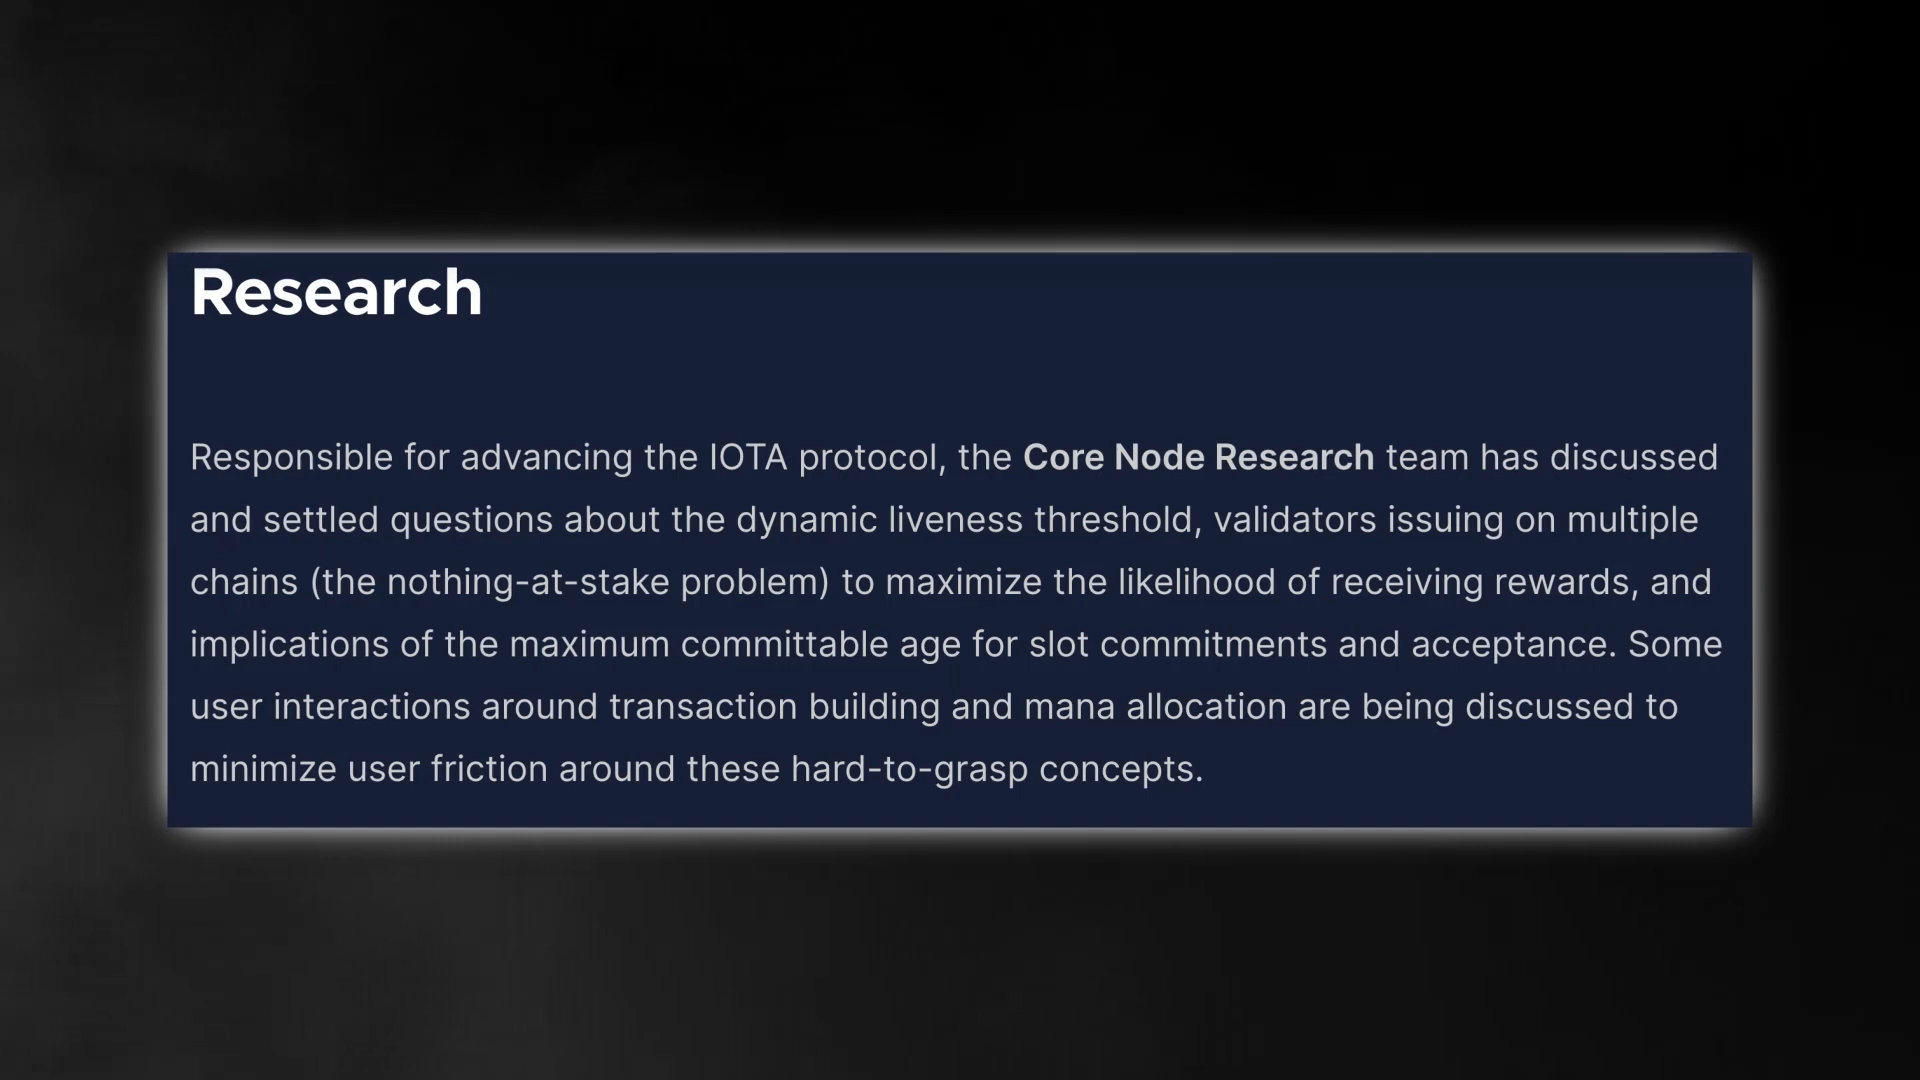 Research
Responsible for advancing the IOTA protocol, the Core Node Research team has discussed
and settled questions about the dynamic liveness threshold, validators issuing on multiple
chains (the nothing-at-stake problem) to maximize the likelihood of receiving rewards, and
implications of the maximum committable age for slot commitments and acceptance. Some
user interactions around transaction building and mana allocation are being discussed to
minimize user friction around these hard-to-grasp concepts.